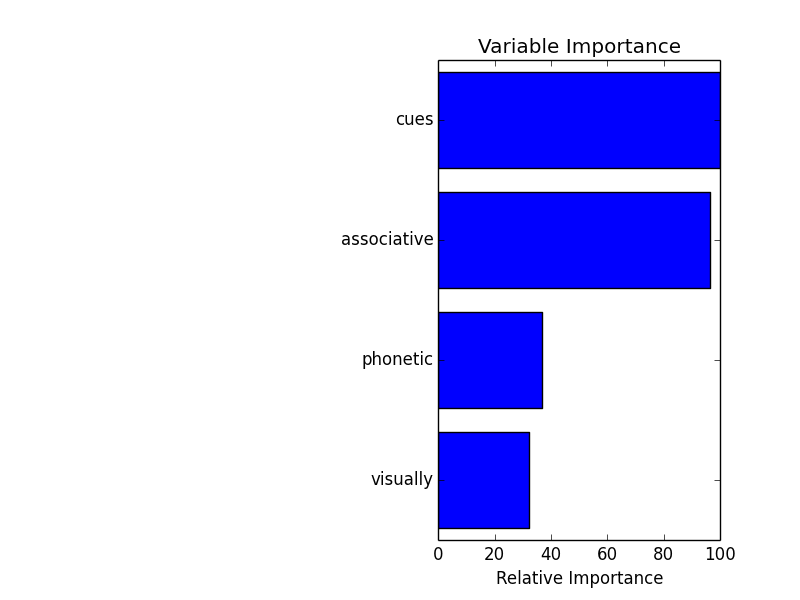 Variable Importance
cues
associative
phonetic
visually
0 20 40 60 80 100
Relative Importance